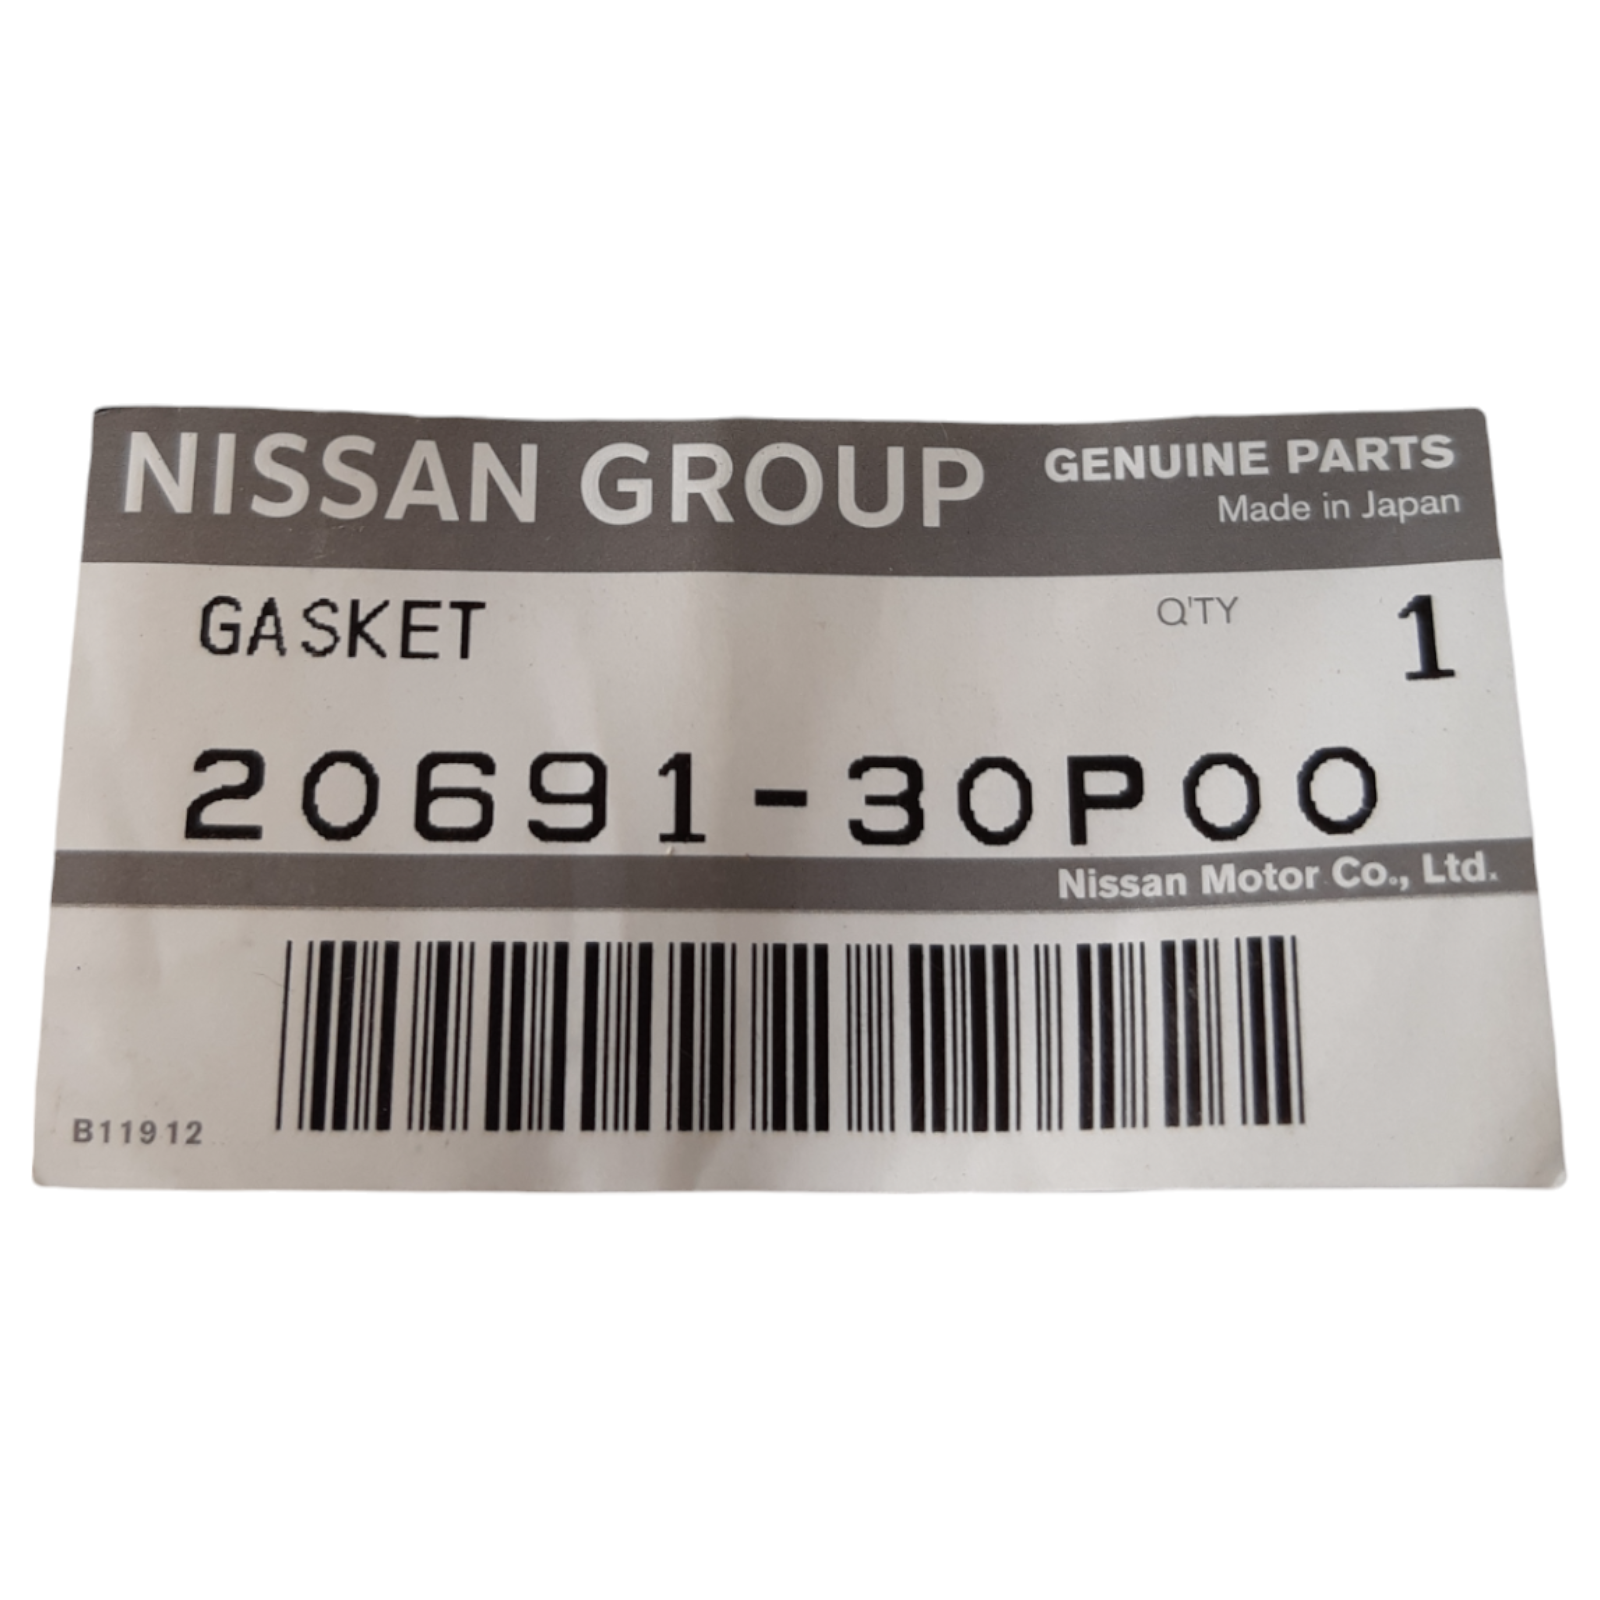 NISSAN GROUP
GENUINE PARTS
Made in Japan
GASKET
Q'TY 1
20691-30P00
Nissan Motor Co., Ltd.
B11912